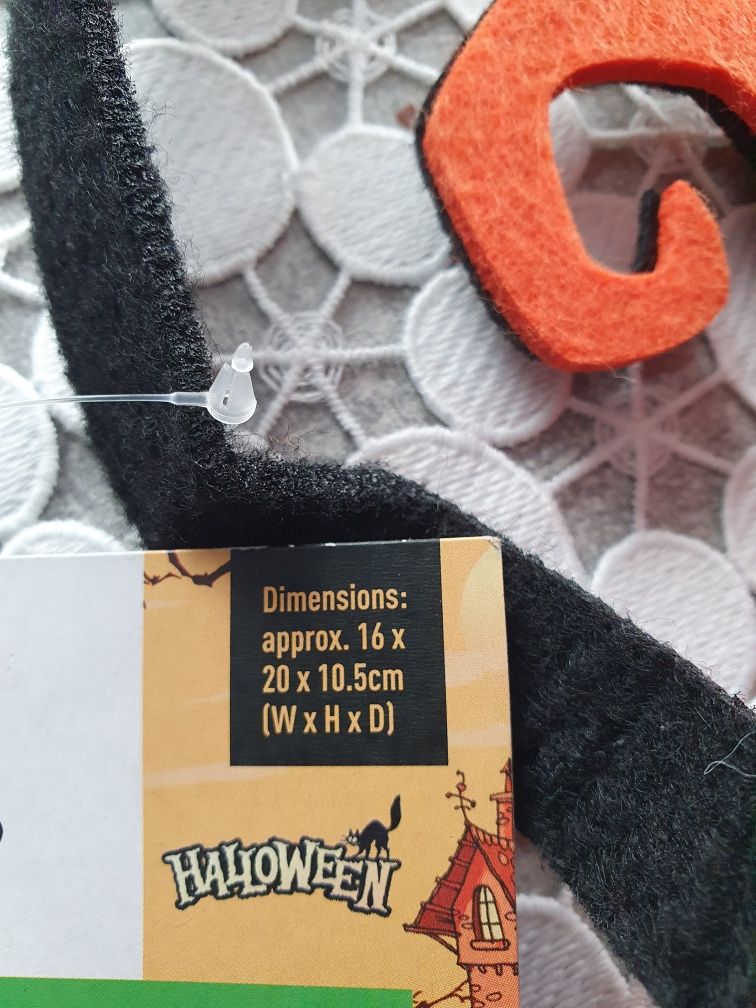 Dimensions:
approx. 16 x
20 x 10.5cm
(W x H x D)
HALLOWEEN